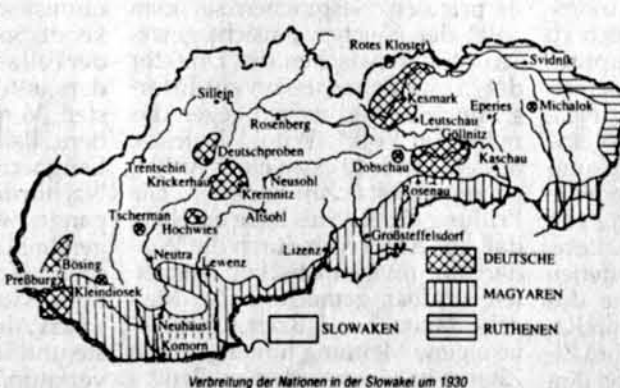 Rotes Kloster
Svidnik
Sillein
Kesmark
Eperies
Michalok
Rosenberg
Leutschau
Göllnitz
Deutschproben
Trentschin
Dobschau
Kaschau
Krickerhau
Neusohl
Kremnitz
Rosenau
Tscherman
Altsohl
Hochwies
Großsteffelsdorf
Neutra
Lewenz
Lizenz
Bösing
Preßburg
Kleindiosek
DEUTSCHE
MAGYAREN
Neuhäusl
SLOWAKEN
RUTHENEN
Komorn
Verbreitung der Nationen in der Slowakei um 1930